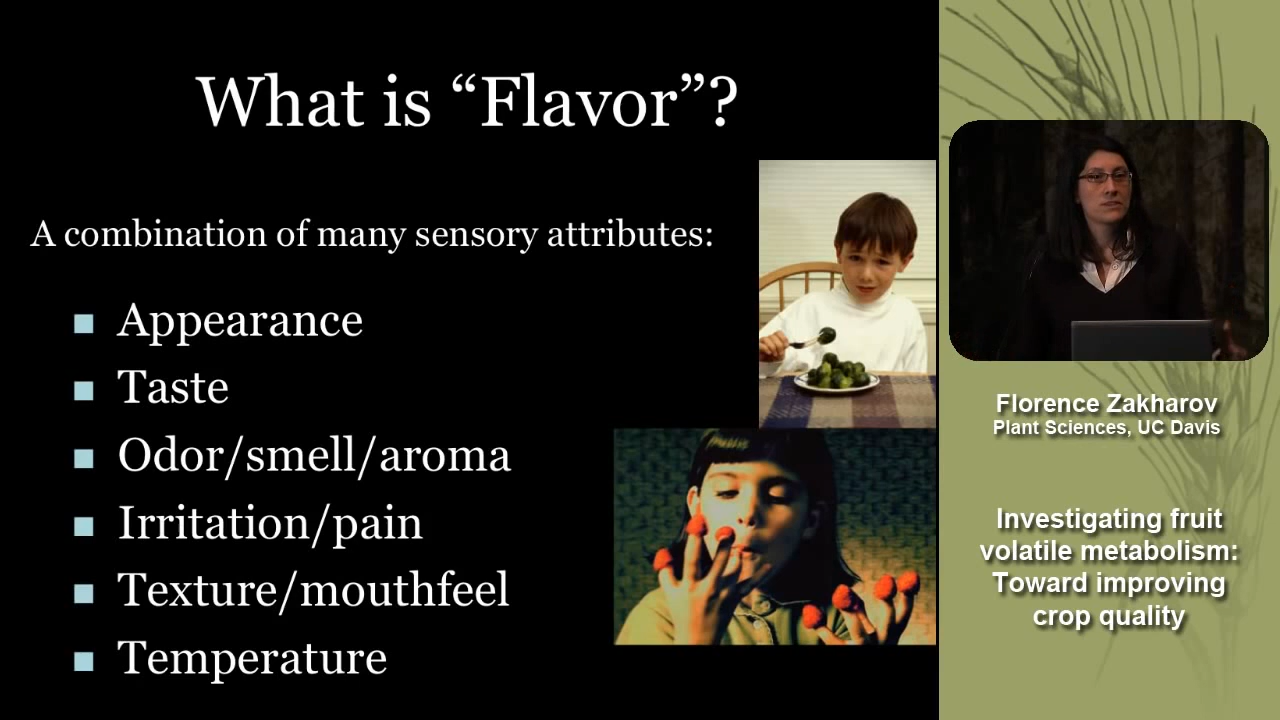 What is “Flavor”?
A combination of many sensory attributes:
■ Appearance
■ Taste
■ Odor/smell/aroma
■ Irritation/pain
■ Texture/mouthfeel
■ Temperature
Florence Zakharov
Plant Sciences, UC Davis
Investigating fruit
volatile metabolism:
Toward improving
crop quality